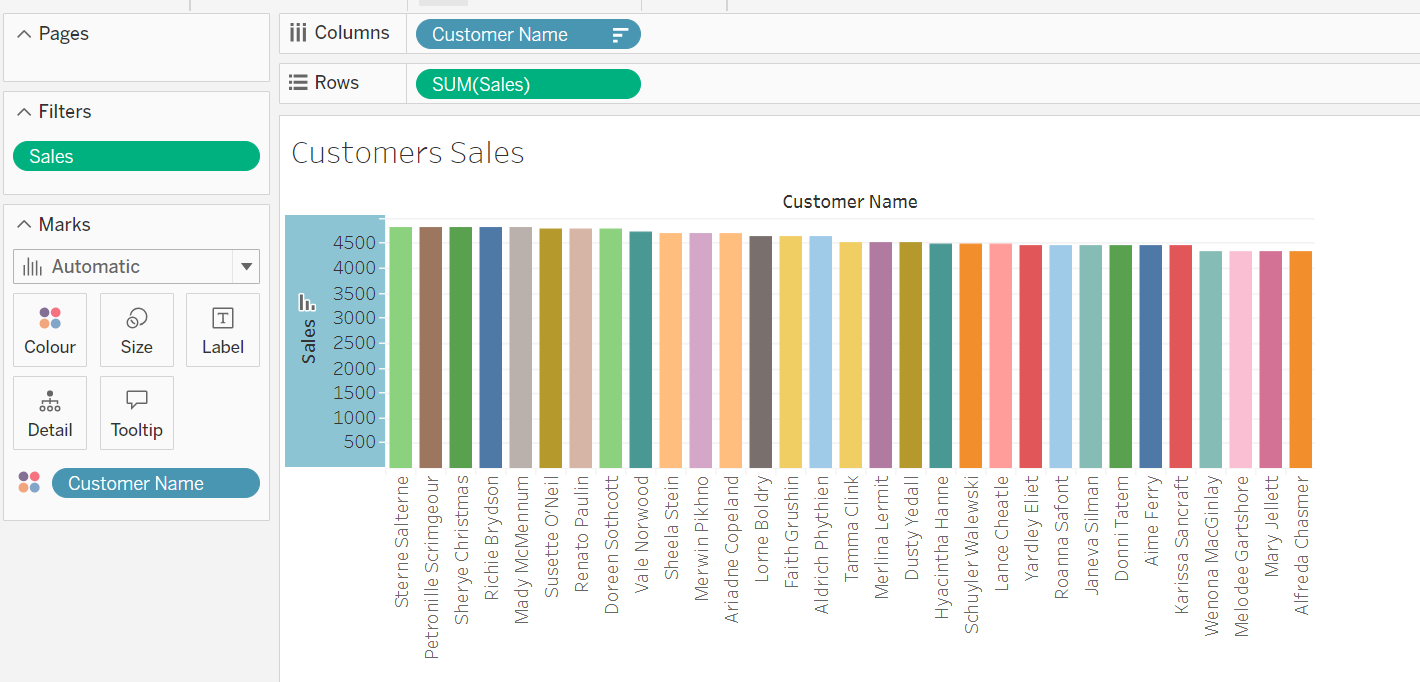 Pages
Filters
Sales
Marks
Automatic
Colour
Size
Label
Detail
Tooltip
Customer Name
Columns
Customer Name
Rows
SUM(Sales)
Customers Sales
Customer Name
Sales
4500
4000
3500
3000
2500
2000
1500
1000
500
Sterne Salterne
Petronille Scrimgeour
Sherye Christmas
Richie Brydson
Mady McMennum
Susette O'Neil
Renato Paulin
Doreen Sothcott
Vale Norwood
Sheela Stein
Merwin Pikhno
Ariadne Copeland
Lorne Boldry
Faith Grushin
Aldrich Phythien
Tamma Clink
Merlina Lermit
Dusty Yedall
Hyacintha Hanne
Schuyler Walewski
Lance Cheatle
Yardley Eliet
Roanna Safont
Janeva Silman
Donni Tatem
Aime Ferry
Karissa Sancraft
Wenona MacGinlay
Melodee Gartshore
Mary Jellett
Alfreda Chasmer